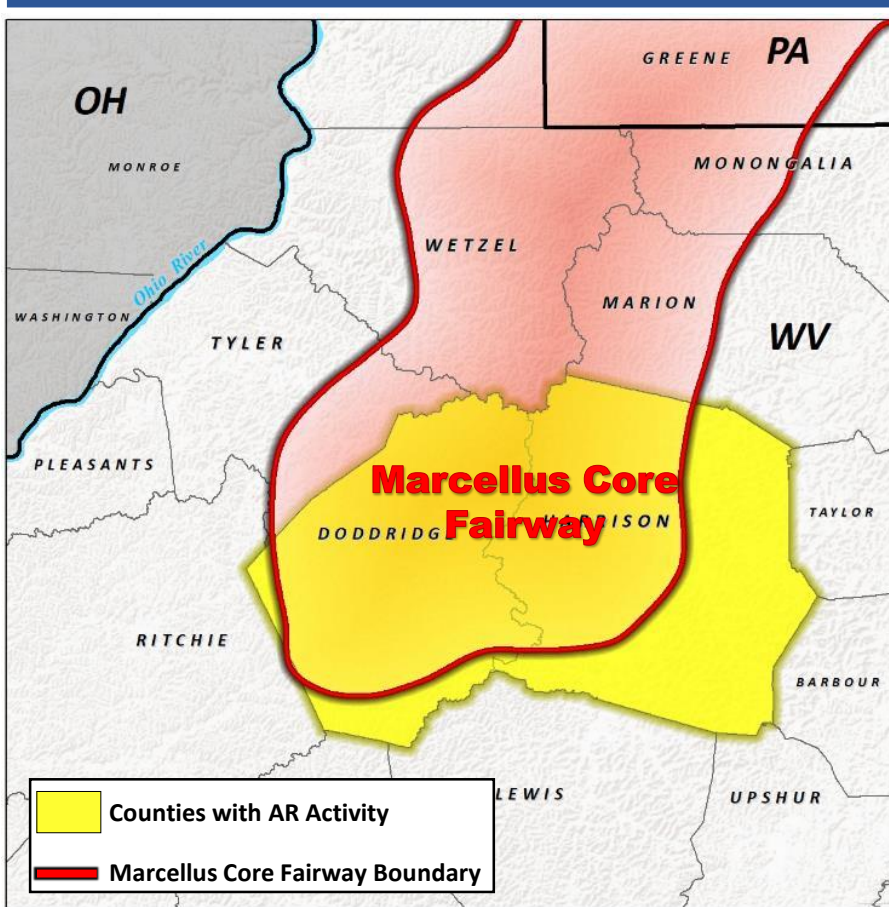 GREENE PA
OH
MONROE
MONONGALIA
WETZEL
Ohio River
MARION
WASHINGTON
TYLER
WV
PLEASANTS
Marcellus Core
Fairway
TAYLOR
DODDRIDGE
HARRISON
RITCHIE
BARBOUR
LEWIS
UPSHUR
Counties with AR Activity
Marcellus Core Fairway Boundary